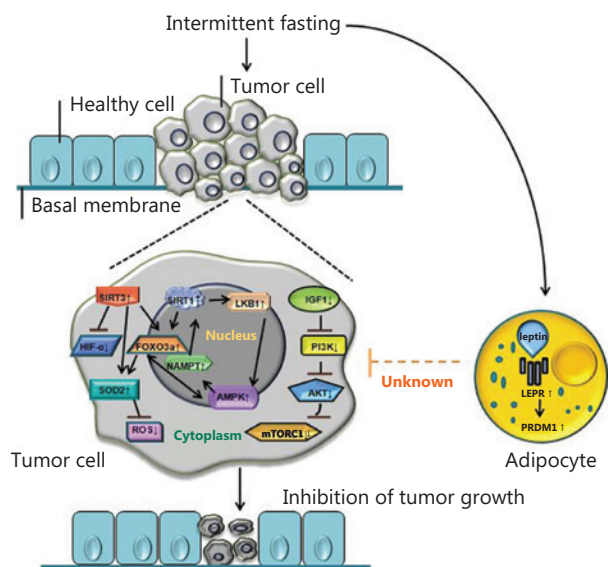 Intermittent fasting
Tumor cell
Healthy cell
Basal membrane
SIRT3↑
SIRT1↑
LKB1↑
IGF1↓
HIF-α↓
FOXO3a↑
Nucleus
PI3K↓
NAMPT↑
SOD2↑
AMPK↑
AKT↓
ROS↓
Cytoplasm
mTORC1↓
Unknown
leptin
LEPR ↑
PRDM1 ↑
Tumor cell
Adipocyte
Inhibition of tumor growth